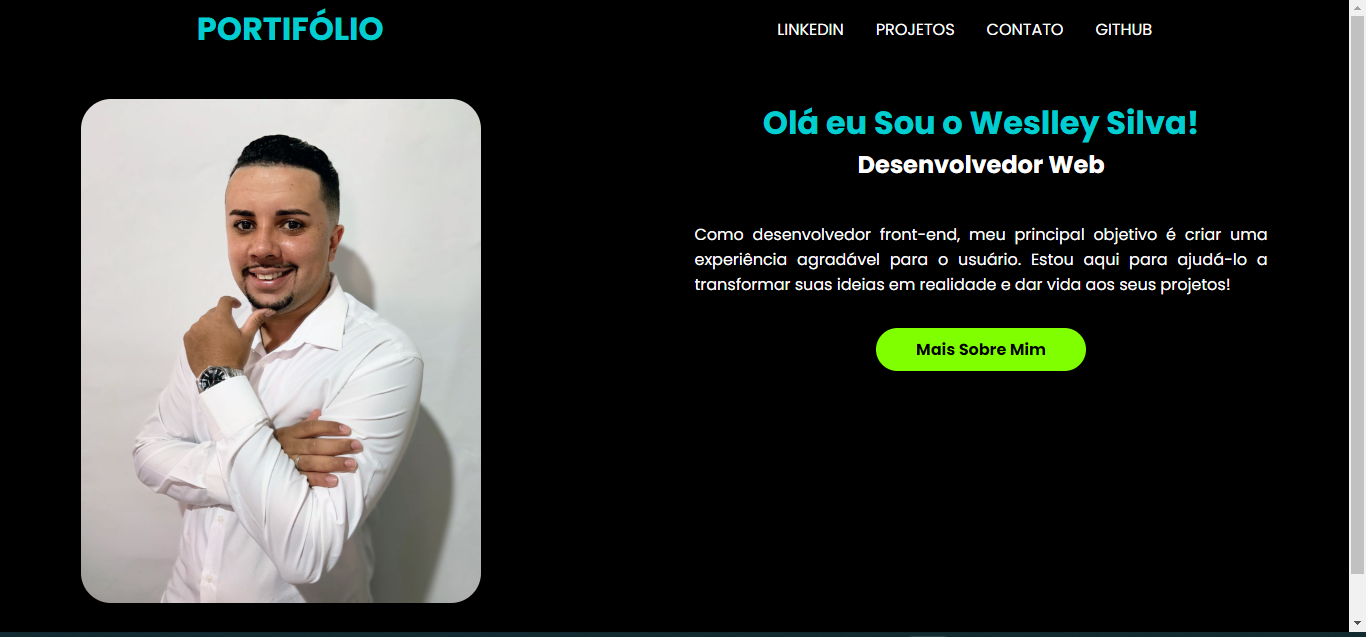 PORTIFÓLIO
LINKEDIN PROJETOS CONTATO GITHUB
Olá eu Sou o Weslley Silva!
Desenvolvedor Web
Como desenvolvedor front-end, meu principal objetivo é criar uma
experiência agradável para o usuário. Estou aqui para ajudá-lo a
transformar suas ideias em realidade e dar vida aos seus projetos!
Mais Sobre Mim